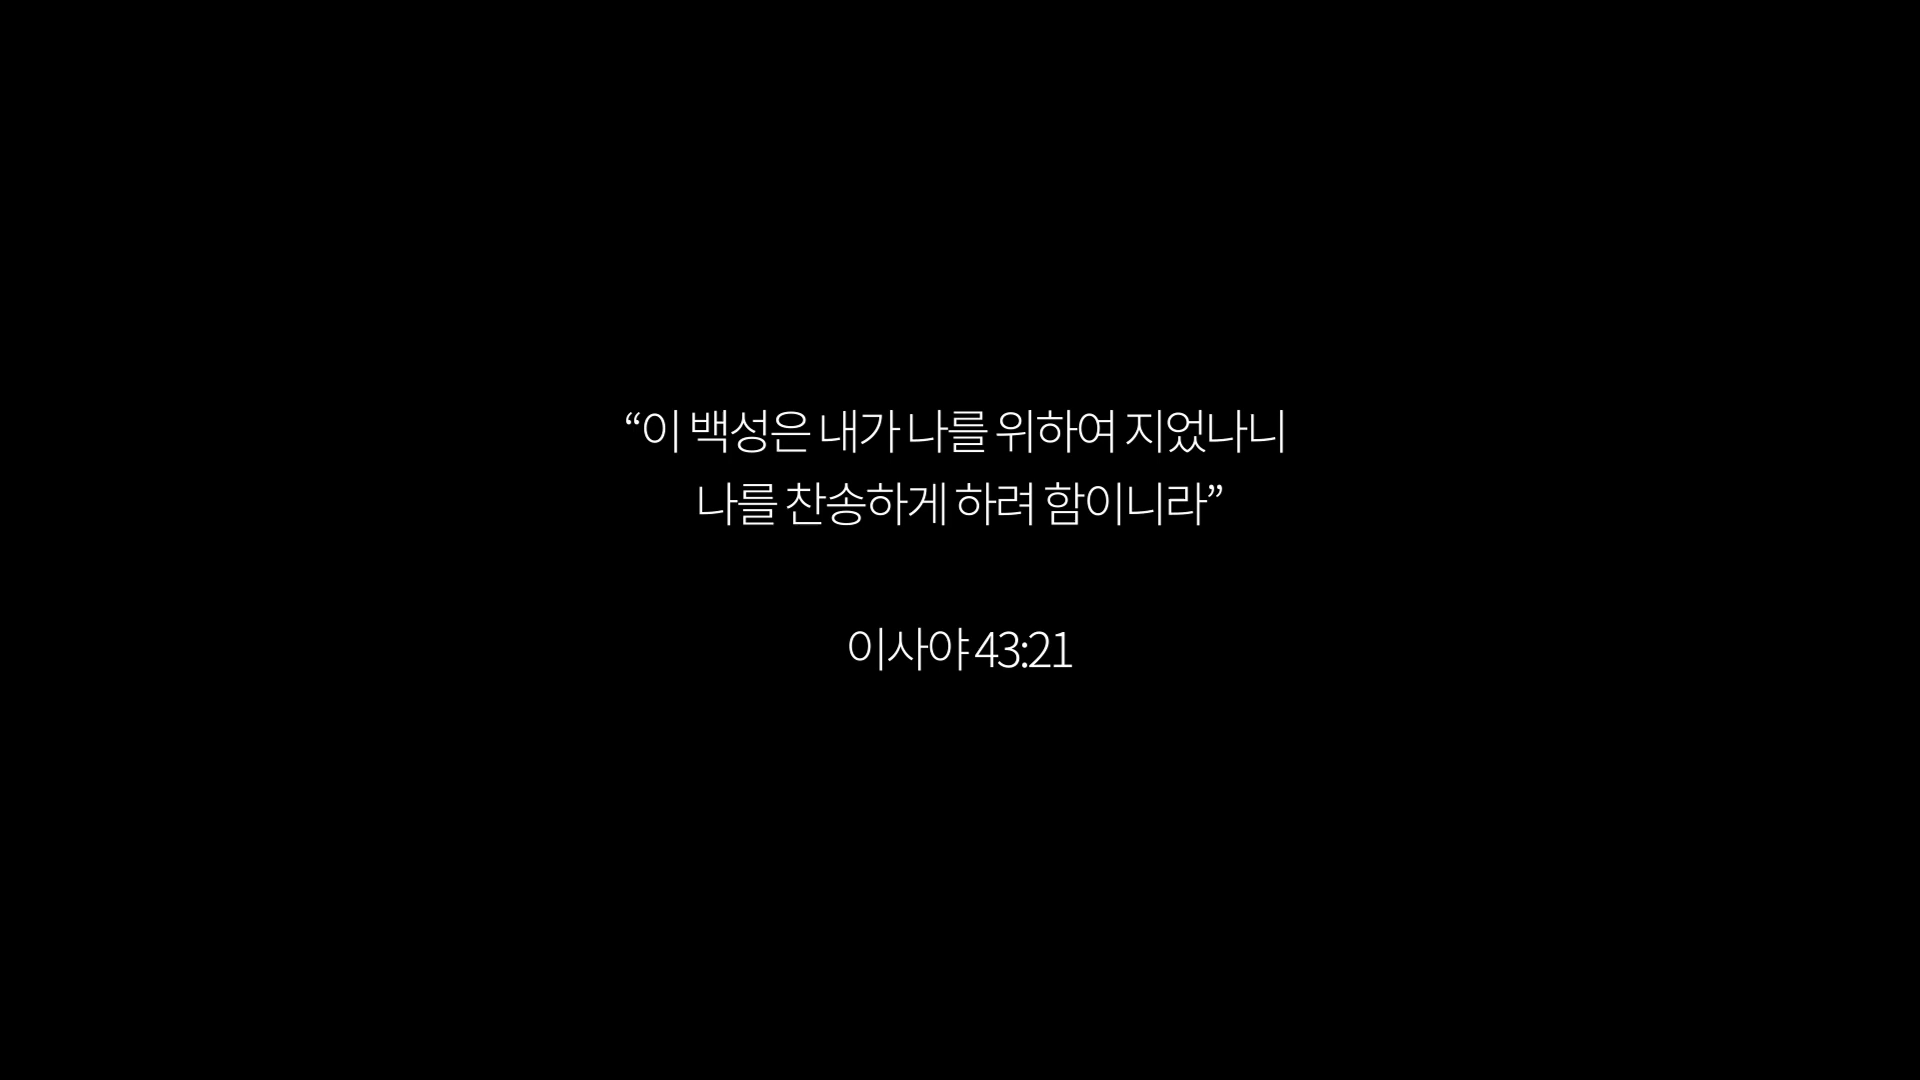 “이 백성은 내가 나를 위하여 지었나니
나를 찬송하게 하려 함이니라”
이사야 43:21